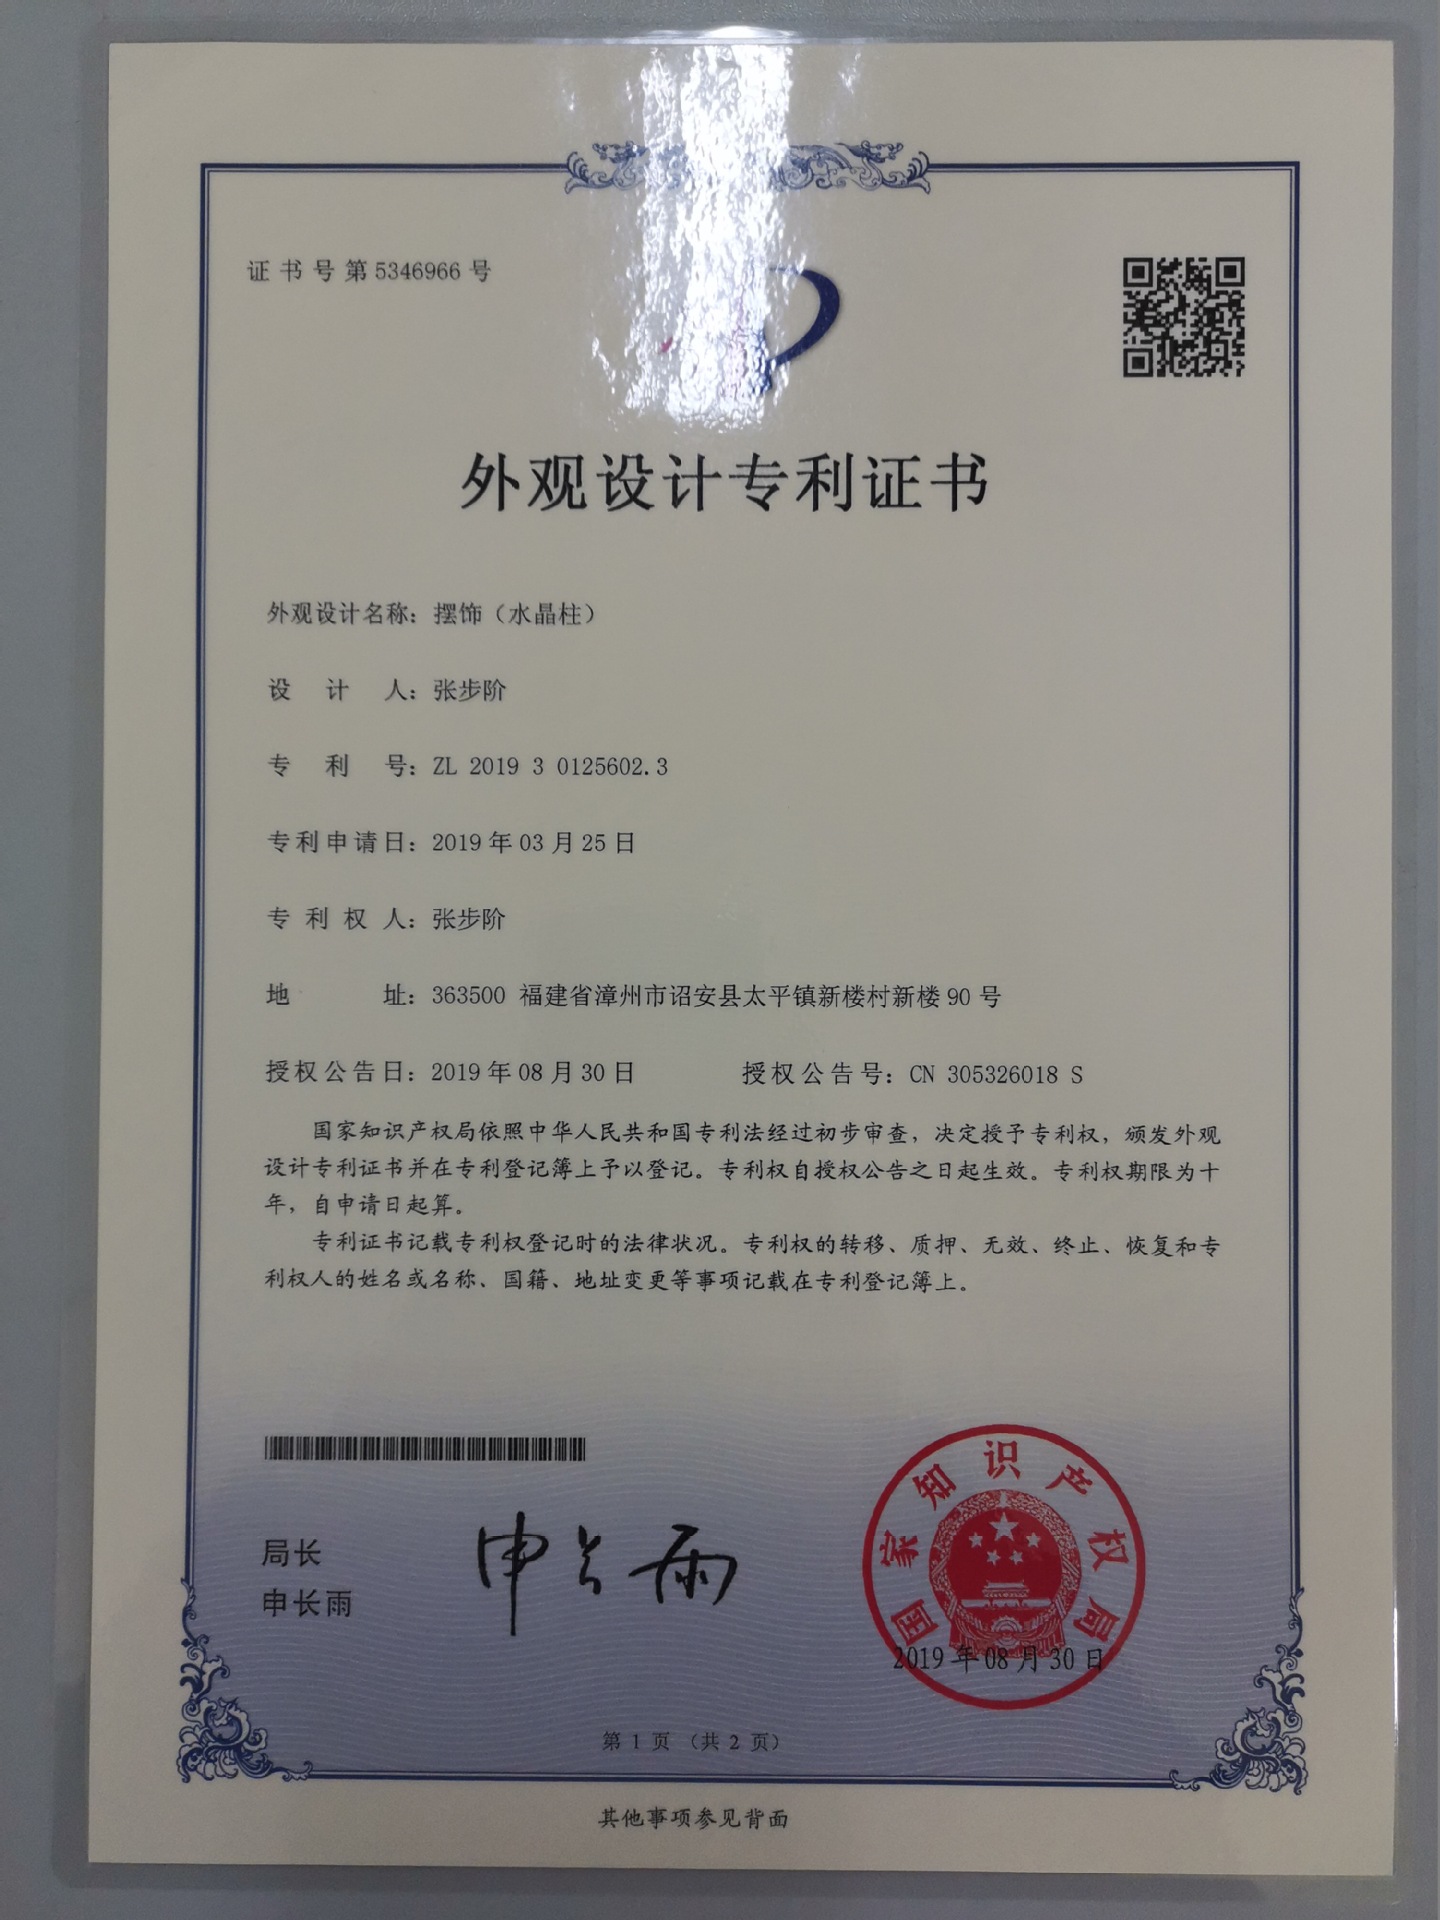 证书号第5346966号
外观设计专利证书
外观设计名称：摆饰（水晶柱）
设计人：张步阶
专利号：ZL 2019 3 0125602.3
专利申请日：2019年03月25日
专利权人：张步阶
地址：363500 福建省漳州市诏安县太平镇新楼村新楼90号
授权公告日：2019年08月30日 授权公告号：CN 305326018 S
国家知识产权局依照中华人民共和国专利法经过初步审查，决定授予专利权，颁发外观
设计专利证书并在专利登记簿上予以登记。专利权自授权公告之日起生效。专利权期限为十
年，自申请日起算。
专利证书记载专利权登记时的法律状况。专利权的转移、质押、无效、终止、恢复和专
利权人的姓名或名称、国籍、地址变更等事项记载在专利登记簿上。
局长
申长雨
申长雨
国家知识产权局
2019年08月30日
第1页（共2页）
其他事项参见背面